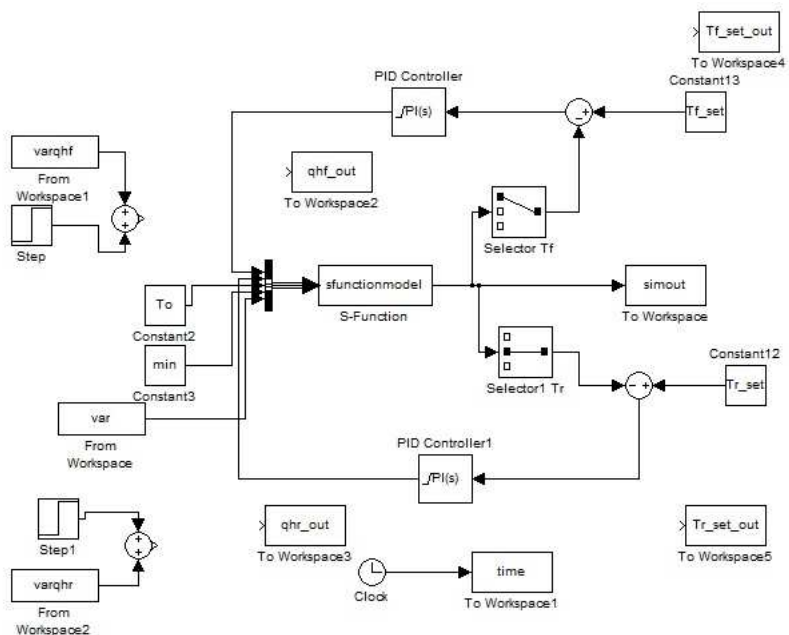 Tf_set_out
To Workspace4
PID Controller
Constant13
PI(s)
- +
Tf_set
varqhf
From
Workspace1
+
+
Step
qhf_out
To Workspace2
Selector Tf
To
Constant2
sfunctionmodel
S-Function
simout
To Workspace
min
Constant3
Selector1 Tr
Constant12
- +
Tr_set
var
From
Workspace
PID Controller1
PI(s)
Step1
+
+
qhr_out
To Workspace3
Tr_set_out
To Workspace5
varqhr
From
Workspace2
Clock
time
To Workspace1